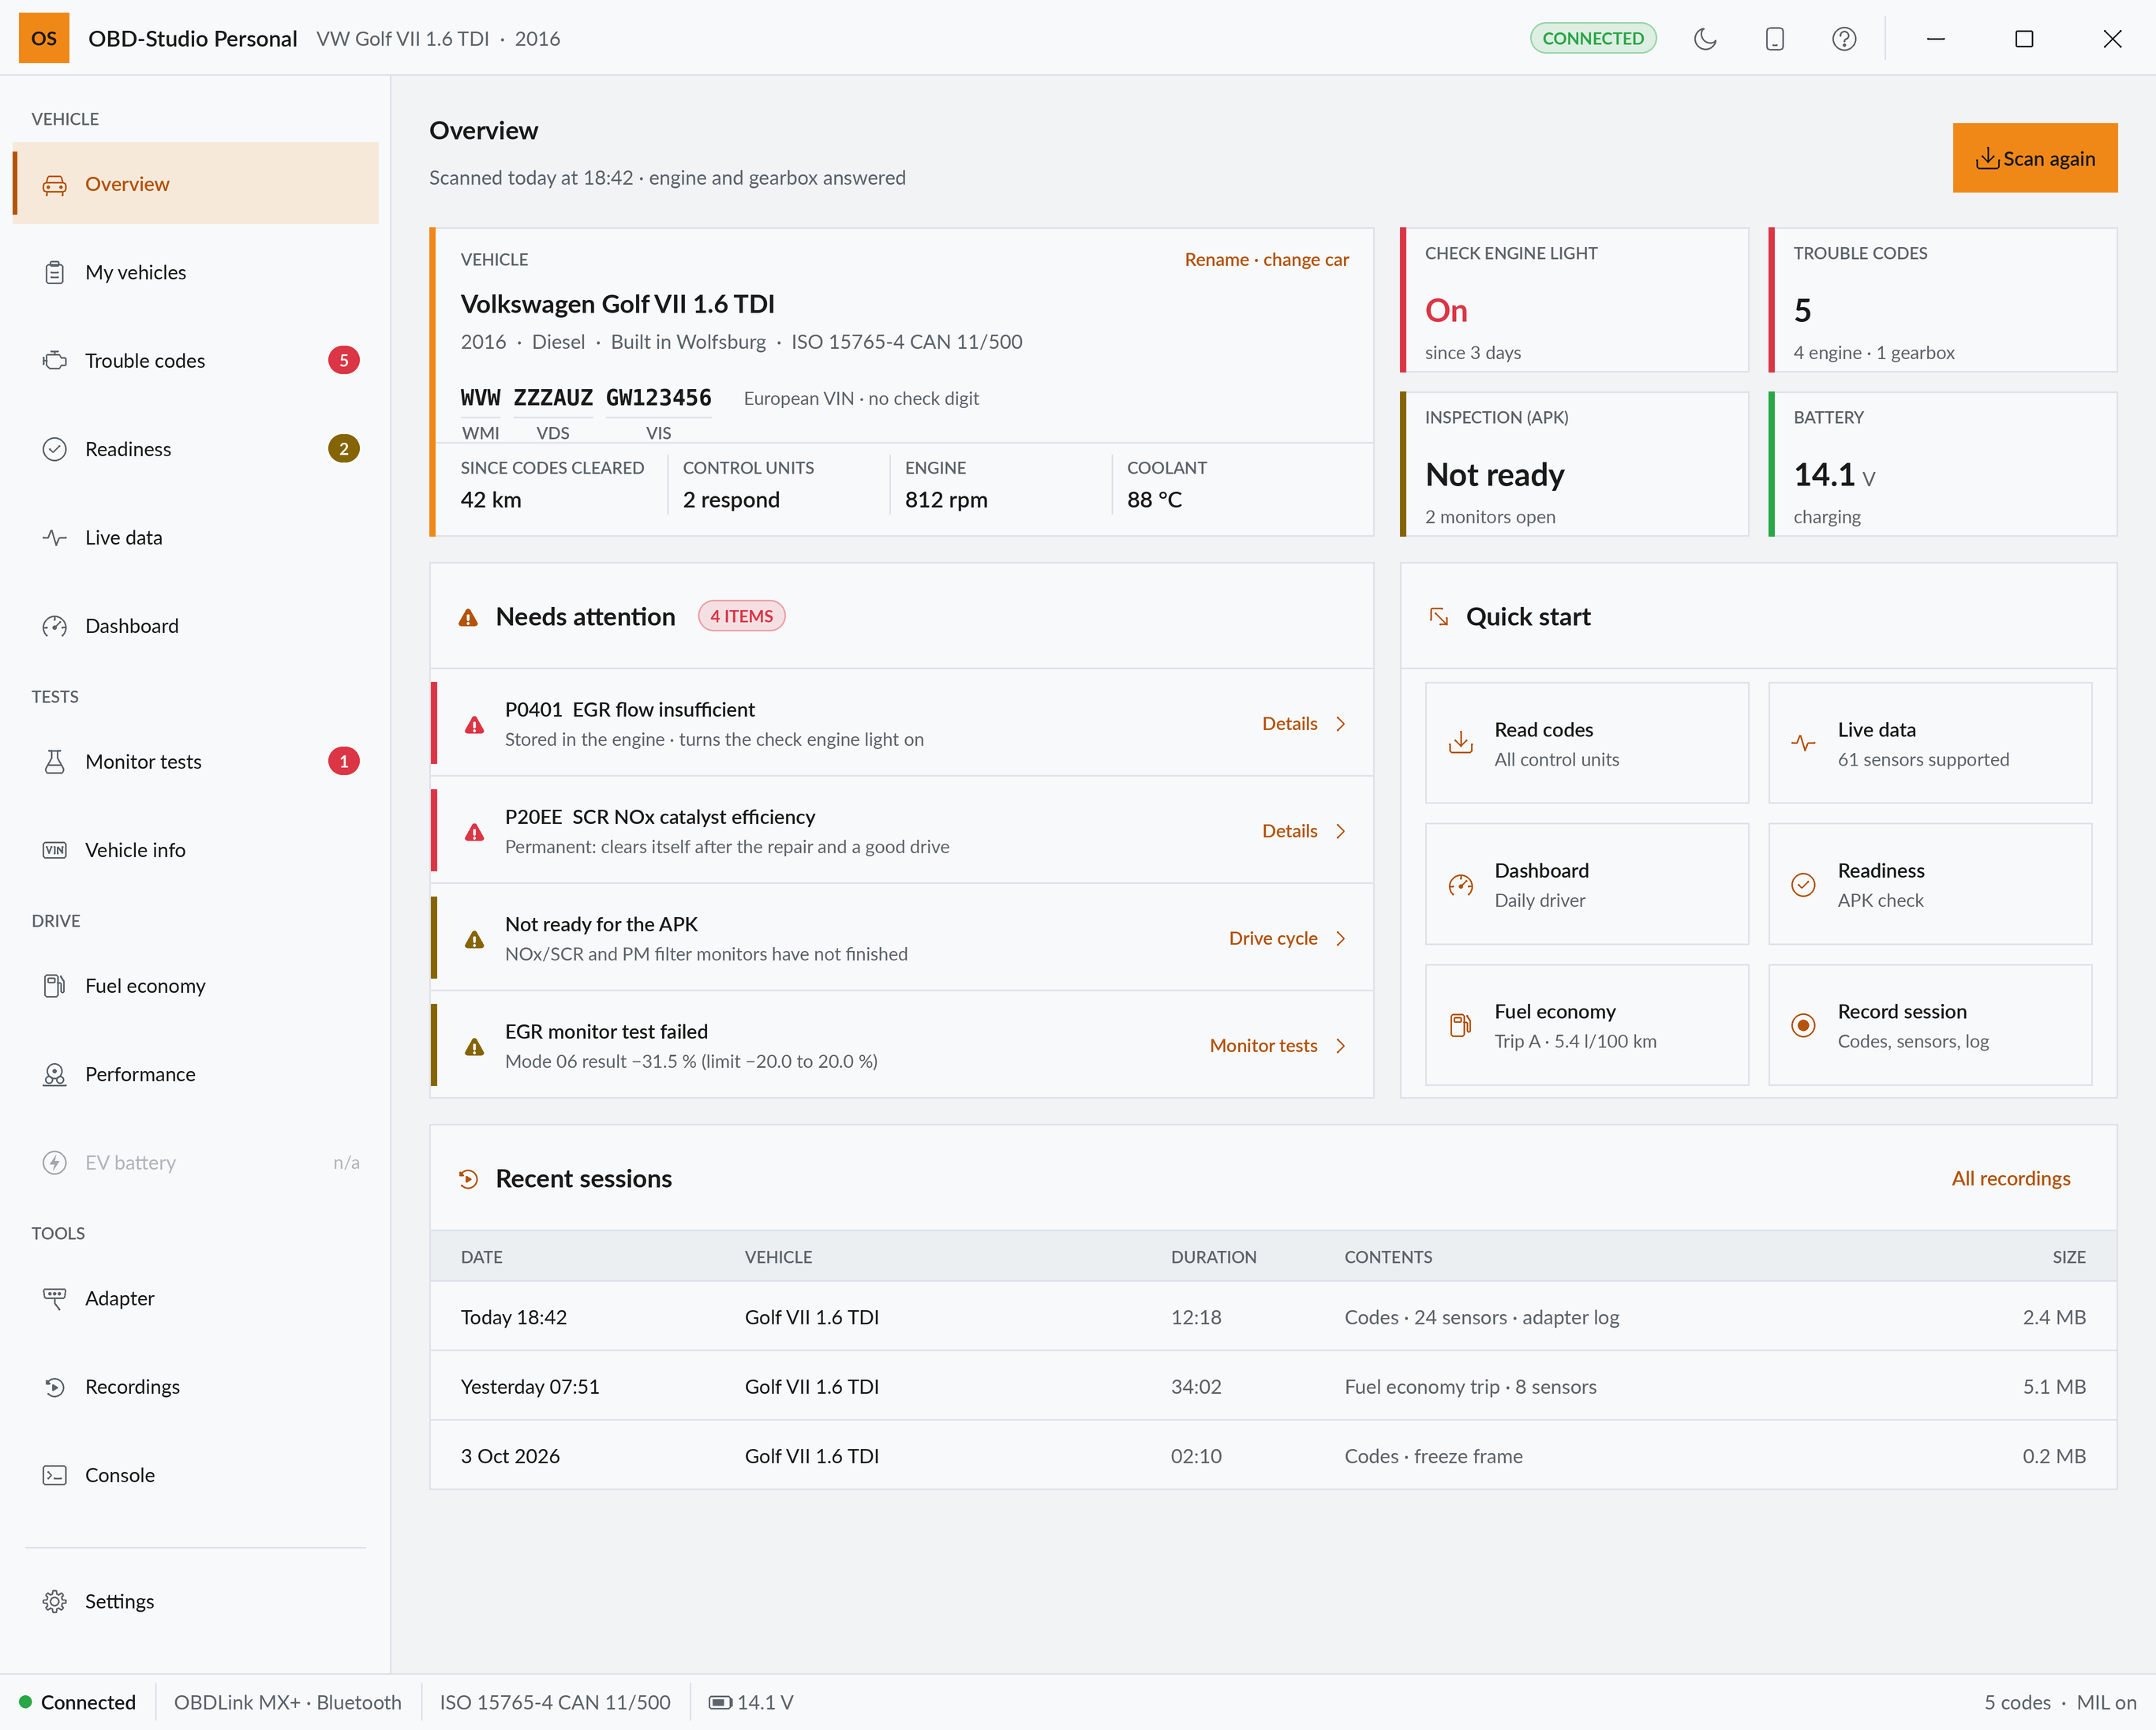 OS OBD-Studio Personal VW Golf VII 1.6 TDI · 2016 CONNECTED
VEHICLE
Overview
My vehicles
Trouble codes 5
Readiness 2
Live data
Dashboard
TESTS
Monitor tests 1
VIN Vehicle info
DRIVE
Fuel economy
Performance
EV battery n/a
TOOLS
Adapter
Recordings
Console
Settings
Overview
Scanned today at 18:42 · engine and gearbox answered
Scan again
VEHICLE Rename · change car
Volkswagen Golf VII 1.6 TDI
2016 · Diesel · Built in Wolfsburg · ISO 15765-4 CAN 11/500
WVW ZZZAUZ GW123456 European VIN · no check digit
WMI VDS VIS
SINCE CODES CLEARED CONTROL UNITS ENGINE COOLANT
42 km 2 respond 812 rpm 88 °C
CHECK ENGINE LIGHT
On
since 3 days
TROUBLE CODES
5
4 engine · 1 gearbox
INSPECTION (APK)
Not ready
2 monitors open
BATTERY
14.1 V
charging
Needs attention 4 ITEMS
P0401 EGR flow insufficient
Stored in the engine · turns the check engine light on
Details
P20EE SCR NOx catalyst efficiency
Permanent: clears itself after the repair and a good drive
Details
Not ready for the APK
NOx/SCR and PM filter monitors have not finished
Drive cycle
EGR monitor test failed
Mode 06 result −31.5 % (limit −20.0 to 20.0 %)
Monitor tests
Quick start
Read codes
All control units
Live data
61 sensors supported
Dashboard
Daily driver
Readiness
APK check
Fuel economy
Trip A · 5.4 l/100 km
Record session
Codes, sensors, log
Recent sessions All recordings
DATE VEHICLE DURATION CONTENTS SIZE
Today 18:42 Golf VII 1.6 TDI 12:18 Codes · 24 sensors · adapter log 2.4 MB
Yesterday 07:51 Golf VII 1.6 TDI 34:02 Fuel economy trip · 8 sensors 5.1 MB
3 Oct 2026 Golf VII 1.6 TDI 02:10 Codes · freeze frame 0.2 MB
Connected OBDLink MX+ · Bluetooth ISO 15765-4 CAN 11/500 14.1 V 5 codes · MIL on